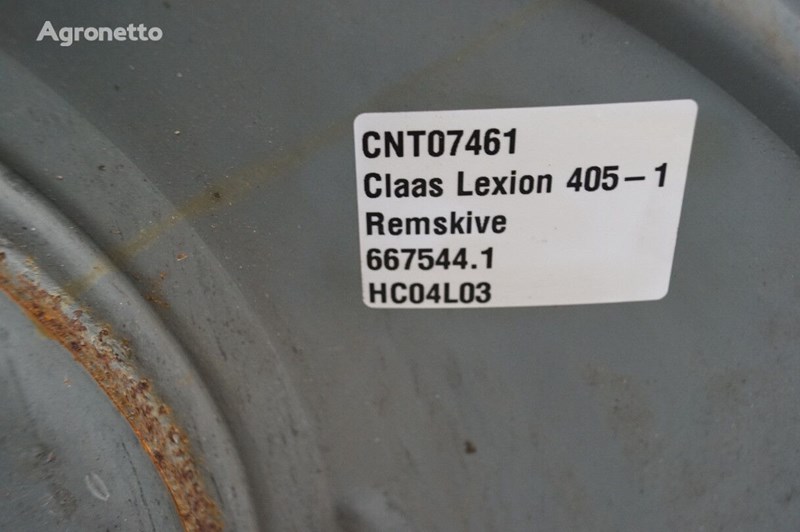 Agronetto
CNT07461
Claas Lexion 405-1
Remskive
667544.1
HC04L03